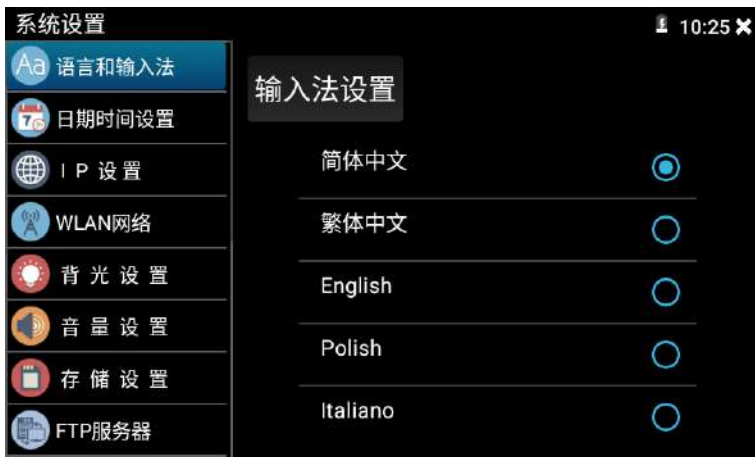 系统设置
10:25
Aa 语言和输入法
7 日期时间设置
IP设置
WLAN网络
背光设置
音量设置
存储设置
FTP服务器
输入法设置
简体中文
繁体中文
English
Polish
Italiano